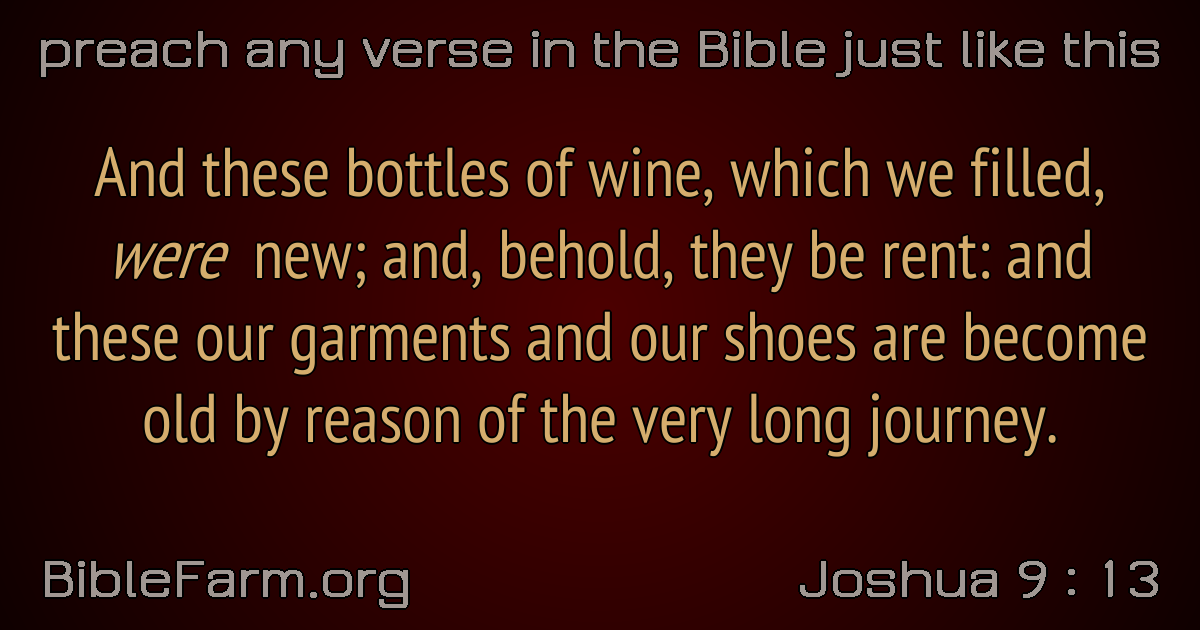 preach any verse in the Bible just like this
And these bottles of wine, which we filled,
were new; and, behold, they be rent: and
these our garments and our shoes are become
old by reason of the very long journey.
BibleFarm.org
Joshua 9 : 13